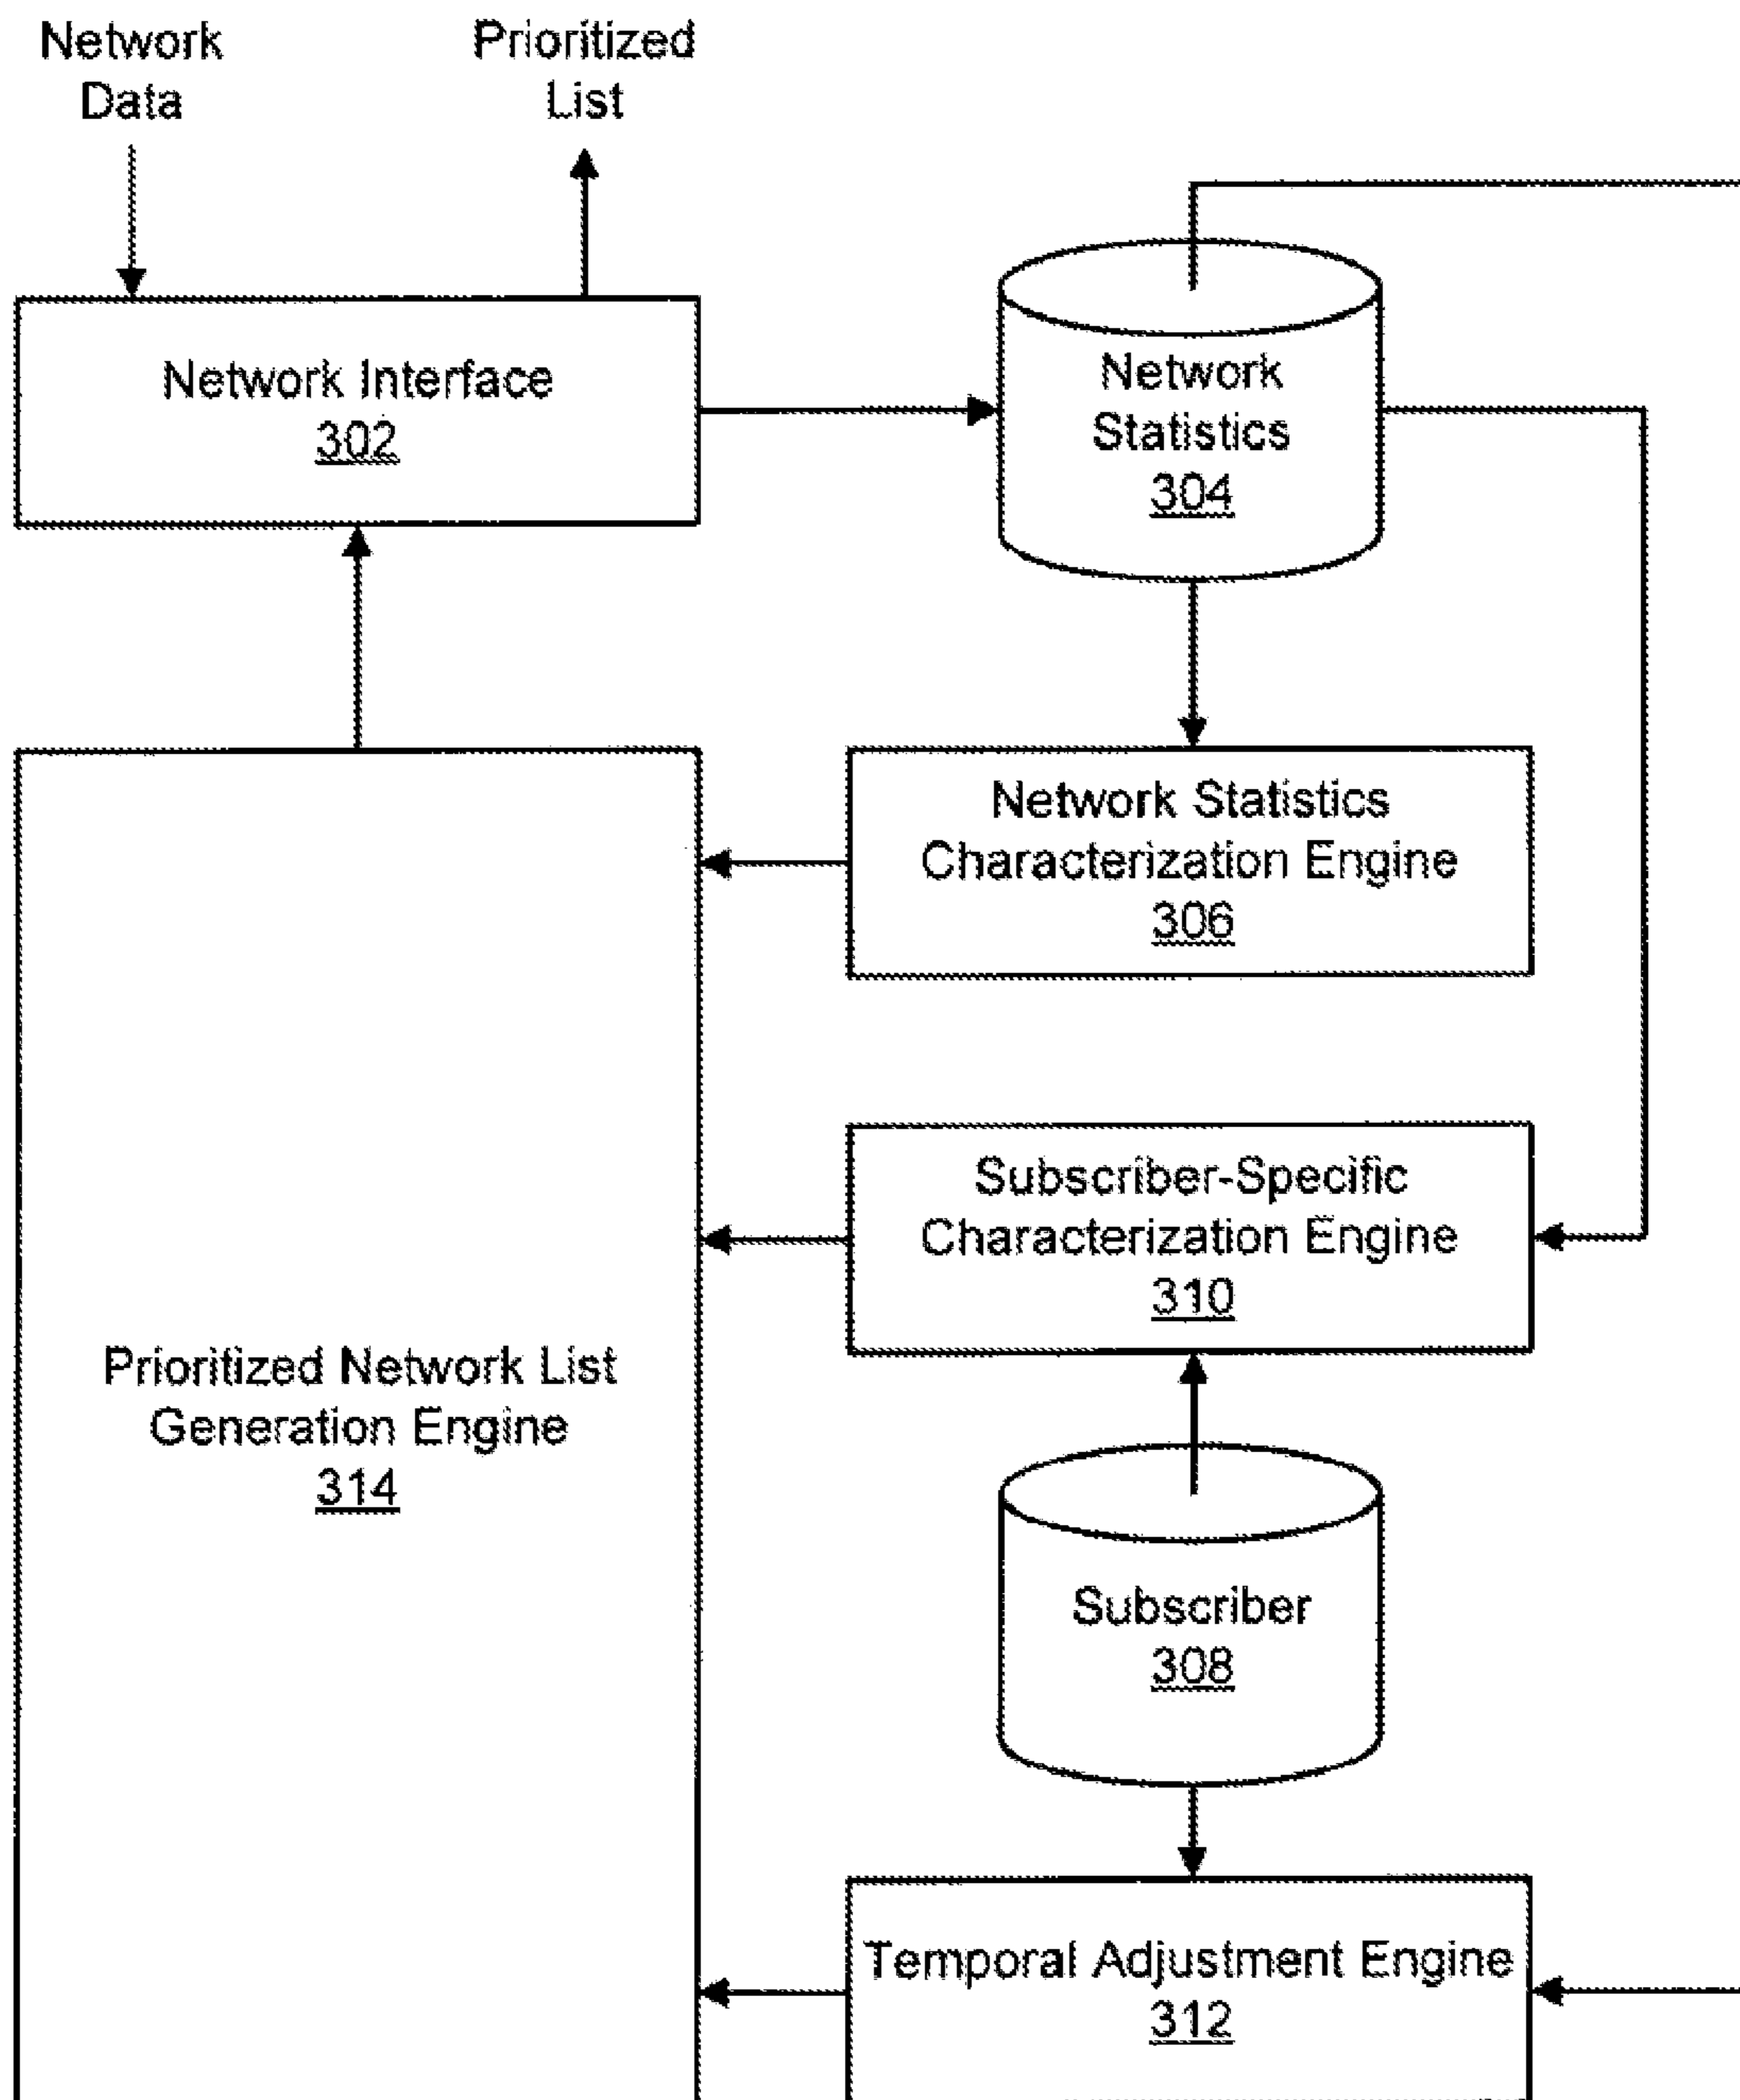 Network
Data
Prioritized
List
Network Interface
302
Network
Statistics
304
Network Statistics
Characterization Engine
306
Subscriber-Specific
Characterization Engine
310
Prioritized Network List
Generation Engine
314
Subscriber
308
Temporal Adjustment Engine
312